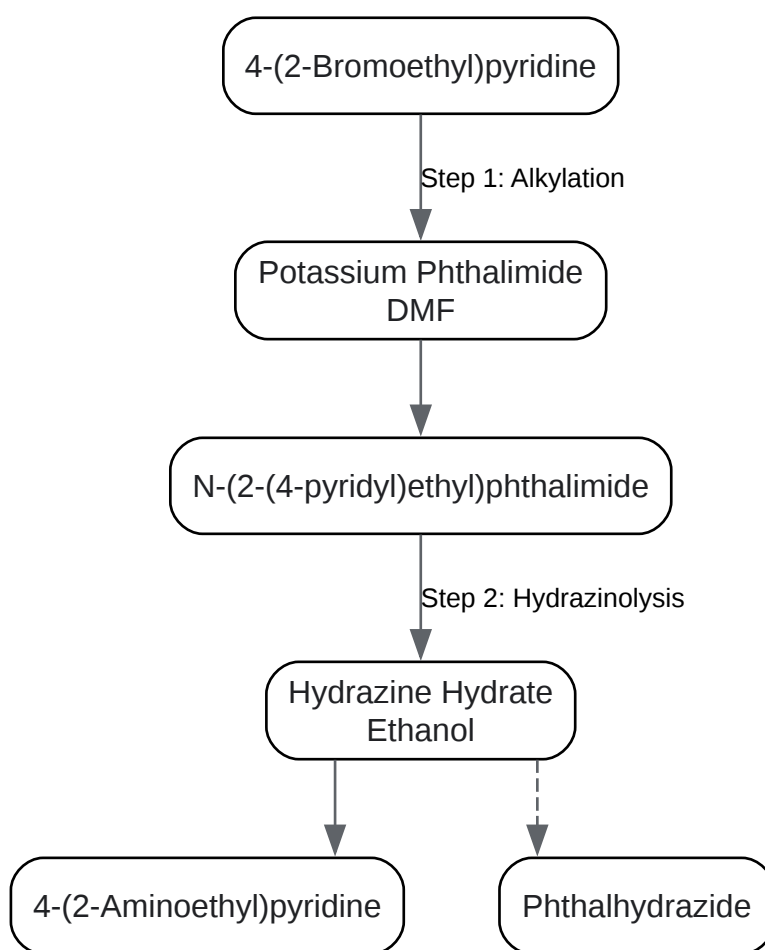 4-(2-Bromoethyl)pyridine
Step 1: Alkylation
Potassium Phthalimide
DMF
N-(2-(4-pyridyl)ethyl)phthalimide
Step 2: Hydrazinolysis
Hydrazine Hydrate
Ethanol
4-(2-Aminoethyl)pyridine
Phthalhydrazide